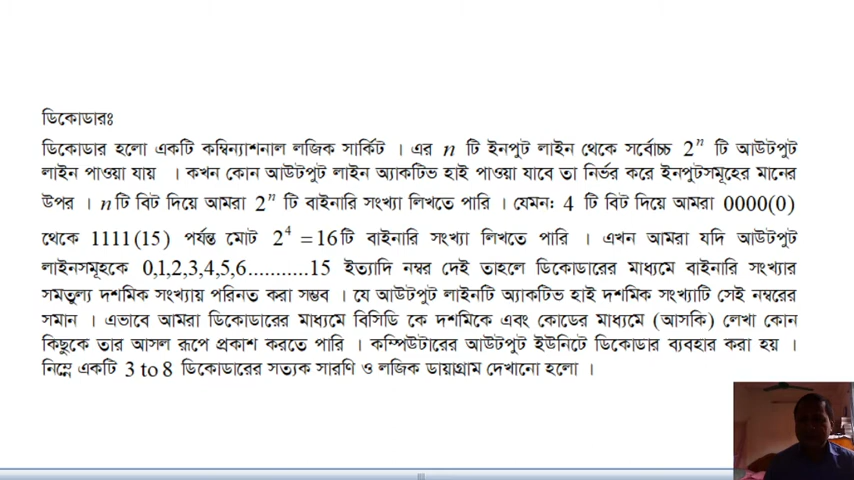 ডিকোডারঃ
ডিকোডার হলো একটি কম্বিন্যাশনাল লজিক সার্কিট । এর n টি ইনপুট লাইন থেকে সর্বোচ্চ 2ⁿ টি আউটপুট
লাইন পাওয়া যায় । কখন কোন আউটপুট লাইন অ্যাকটিভ হাই পাওয়া যাবে তা নির্ভর করে ইনপুটসমূহের মানের
উপর । n টি বিট দিয়ে আমরা 2ⁿ টি বাইনারি সংখ্যা লিখতে পারি । যেমন: 4 টি বিট দিয়ে আমরা 0000(0)
থেকে 1111(15) পর্যন্ত মোট 2⁴ = 16টি বাইনারি সংখ্যা লিখতে পারি । এখন আমরা যদি আউটপুট
লাইনসমূহকে 0,1,2,3,4,5,6...........15 ইত্যাদি নম্বর দেই তাহলে ডিকোডারের মাধ্যমে বাইনারি সংখ্যার
সমতুল্য দশমিক সংখ্যায় পরিনত করা সম্ভব । যে আউটপুট লাইনটি অ্যাকটিভ হাই দশমিক সংখ্যাটি সেই নম্বরের
সমান । এভাবে আমরা ডিকোডারের মাধ্যমে বিসিডি কে দশমিকে এবং কোডের মাধ্যমে (আসকি) লেখা কোন
কিছুকে তার আসল রূপে প্রকাশ করতে পারি । কম্পিউটারের আউটপুট ইউনিটে ডিকোডার ব্যবহার করা হয় ।
নিম্নে একটি 3 to 8 ডিকোডারের সত্যক সারণি ও লজিক ডায়াগ্রাম দেখানো হলো ।